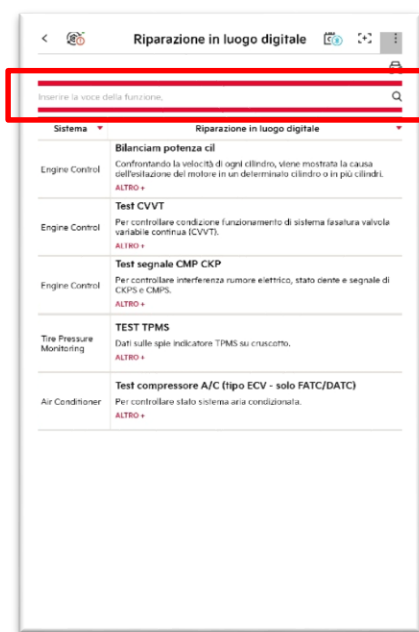 Riparazione in luogo digitale
Inserire la voce della funzione.
Sistema
Riparazione in luogo digitale
Bilanciam potenza cil
Engine Control
Confrontando la velocità di ogni cilindro, viene mostrata la causa
dell'esitazione del motore in un determinato cilindro o in più cilindri.
ALTRO +
Test CVVT
Engine Control
Per controllare condizione funzionamento di sistema fasatura valvola
variabile continua (CVVT).
ALTRO +
Test segnale CMP CKP
Engine Control
Per controllare interferenza rumore elettrico, stato dente e segnale di
CKPS e CMPS.
ALTRO +
TEST TPMS
Tire Pressure
Monitoring
Dati sulle spie indicatore TPMS su cruscotto.
ALTRO +
Test compressore A/C (tipo ECV - solo FATC/DATC)
Air Conditioner
Per controllare stato sistema aria condizionata.
ALTRO +